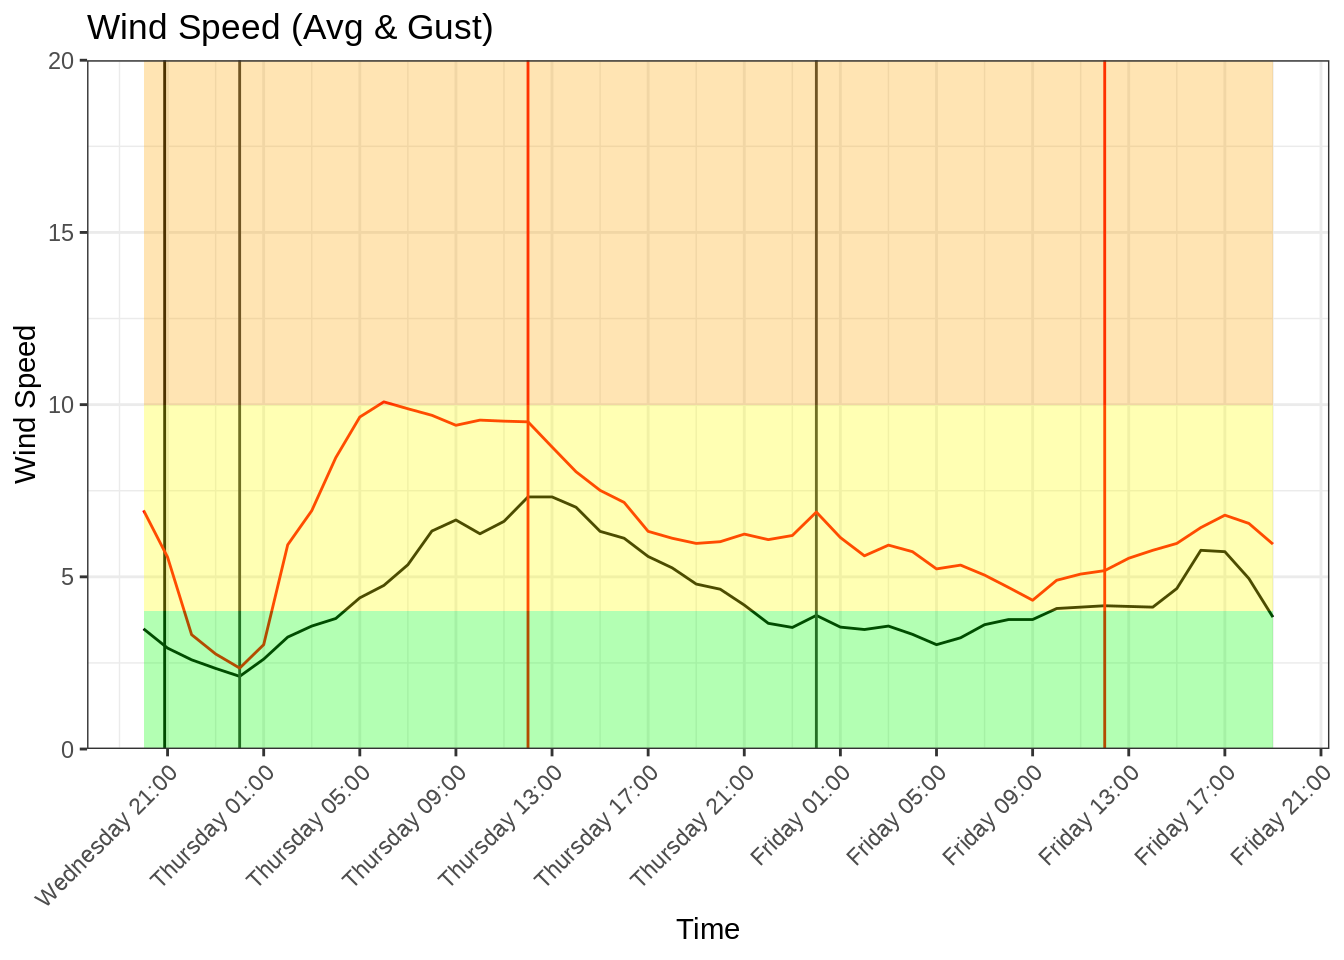 Wind Speed (Avg & Gust)
20
15
10
5
0
Wind Speed
Wednesday 21:00
Thursday 01:00
Thursday 05:00
Thursday 09:00
Thursday 13:00
Thursday 17:00
Thursday 21:00
Friday 01:00
Friday 05:00
Friday 09:00
Friday 13:00
Friday 17:00
Friday 21:00
Time